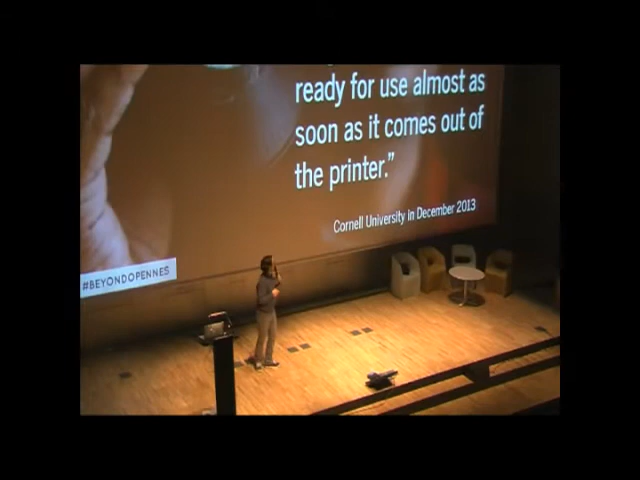 ready for use almost as
soon as it comes out of
the printer.”
Cornell University in December 2013
#BEYONDOPENNES